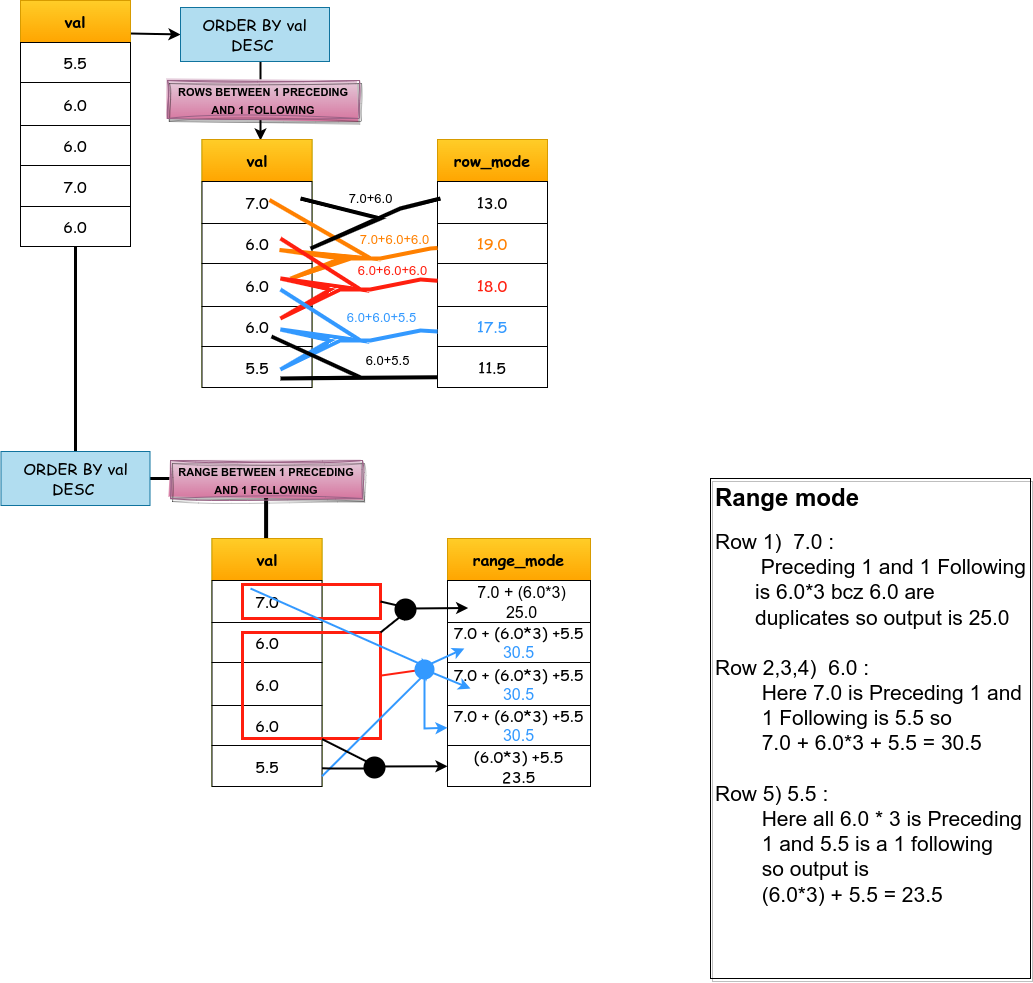 val
5.5
6.0
6.0
7.0
6.0
ORDER BY val
DESC
ROWS BETWEEN 1 PRECEDING
AND 1 FOLLOWING
val
7.0
6.0
6.0
6.0
5.5
7.0+6.0
7.0+6.0+6.0
6.0+6.0+6.0
6.0+6.0+5.5
6.0+5.5
row_mode
13.0
19.0
18.0
17.5
11.5
ORDER BY val
DESC
RANGE BETWEEN 1 PRECEDING
AND 1 FOLLOWING
val
7.0
6.0
6.0
6.0
5.5
range_mode
7.0 + (6.0*3)
25.0
7.0 + (6.0*3) +5.5
30.5
7.0 + (6.0*3) +5.5
30.5
7.0 + (6.0*3) +5.5
30.5
(6.0*3) +5.5
23.5
Range mode
Row 1)  7.0 :
Preceding 1 and 1 Following
is 6.0*3 bcz 6.0 are
duplicates so output is 25.0
Row 2,3,4)  6.0 :
Here 7.0 is Preceding 1 and
1 Following is 5.5 so
7.0 + 6.0*3 + 5.5 = 30.5
Row 5) 5.5 :
Here all 6.0 * 3 is Preceding
1 and 5.5 is a 1 following
so output is
(6.0*3) + 5.5 = 23.5